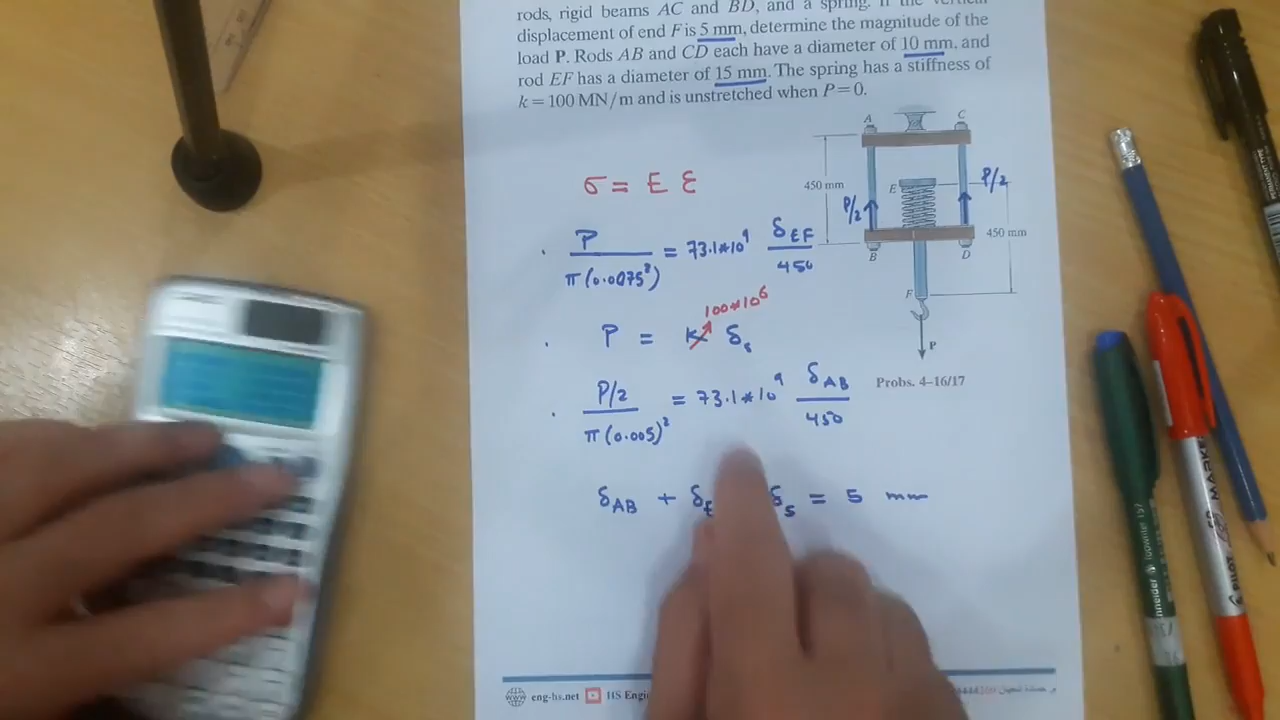 rods, rigid beams AC and BD, and a spring. If the vertical
displacement of end F is 5 mm, determine the magnitude of the
load P. Rods AB and CD each have a diameter of 10 mm, and
rod EF has a diameter of 15 mm. The spring has a stiffness of
k = 100 MN/m and is unstretched when P = 0.
A C
σ = E ε
450 mm E P/2 P/2
P / π(0.0075²) = 73.1*10⁹ δEF / 450
B D 450 mm
F
100*10⁶
P = k δs
P
Probs. 4–16/17
P/2 / π(0.005)² = 73.1*10⁹ δAB / 450
δAB + δE δs = 5 mm
eng-hs.net HS Engi